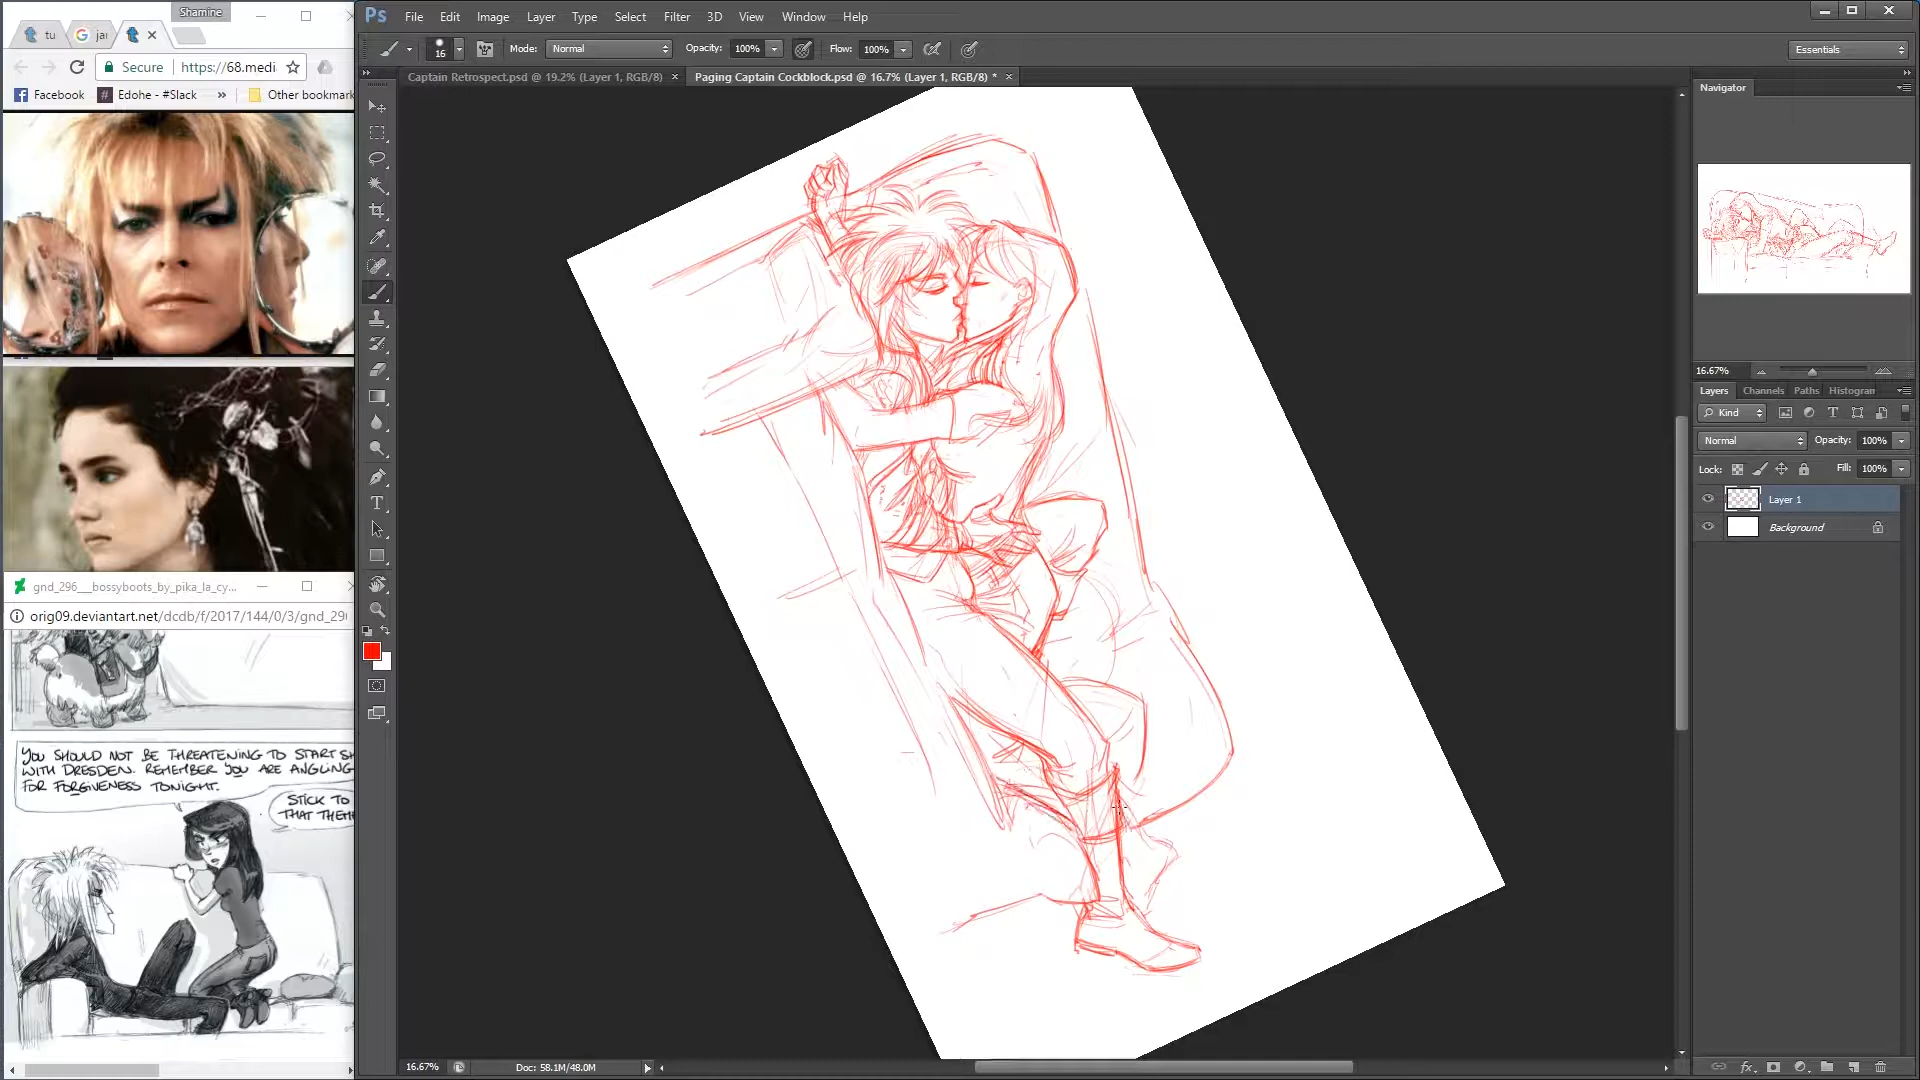 Shamine
tu
jar
Secure
https://68.medi
Facebook
Edohe - #Slack
»
Other bookmark
gnd_296___bossyboots_by_pika_la_cy...
orig09.deviantart.net/dcdb/f/2017/144/0/3/gnd_29
YOU SHOULD NOT BE THREATENING TO START SH
WITH DRESDEN. REMEMBER YOU ARE ANGLING
FOR FORGIVENESS TONIGHT.
STICK TO
THAT THEM
Ps File Edit Image Layer Type Select Filter 3D View Window Help
16 Mode: Normal Opacity: 100% Flow: 100% Essentials
Captain Retrospect.psd @ 19.2% (Layer 1, RGB/8) × Paging Captain Cockblock.psd @ 16.7% (Layer 1, RGB/8) * ×
Navigator
16.67%
Layers Channels Paths Histogram
Kind
Normal Opacity: 100%
Lock: Fill: 100%
Layer 1
Background
16.67% Doc: 58.1M/48.0M